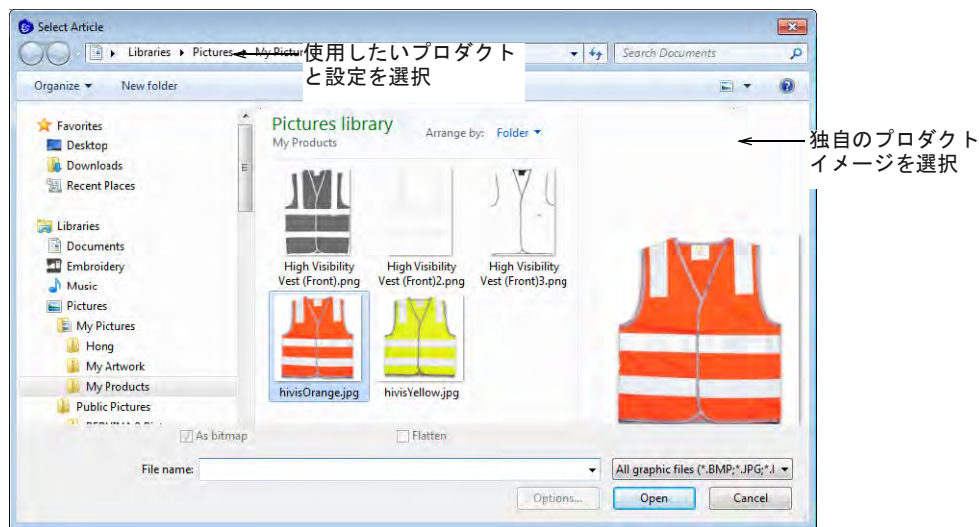 Select Article
Libraries ▸ Pictures ▸ My Pictur
使用したいプロダクト
と設定を選択
Search Documents
Organize
New folder
Favorites
Desktop
Downloads
Recent Places
Libraries
Documents
Embroidery
Music
Pictures
My Pictures
Hong
My Artwork
My Products
Public Pictures
Pictures library
My Products
Arrange by: Folder
High Visibility
Vest (Front).png
High Visibility
Vest (Front)2.png
High Visibility
Vest (Front)3.png
hivisOrange.jpg
hivisYellow.jpg
独自のプロダクト
イメージを選択
As bitmap
Flatten
File name:
All graphic files (*.BMP;*.JPG;*.I
Options...
Open
Cancel